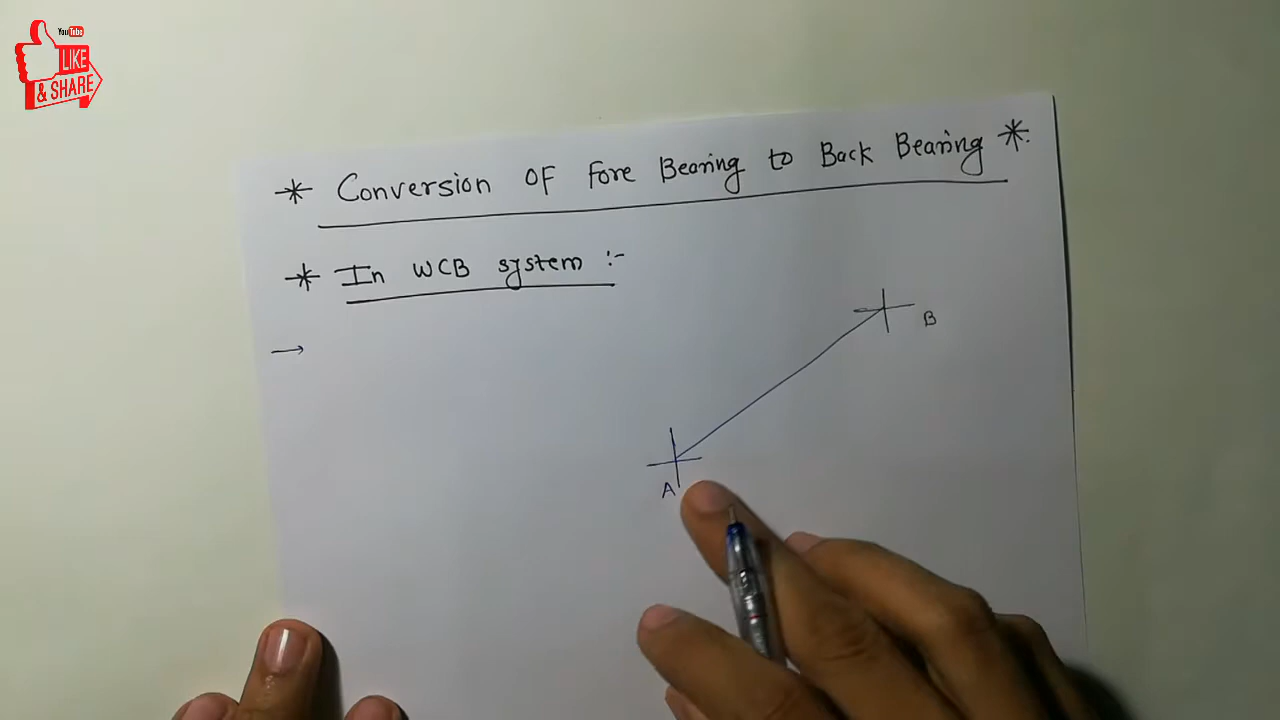 YouTube
LIKE
& SHARE
* Conversion OF Fore Bearing to Back Bearing *.
* In WCB system :-
→
B
A